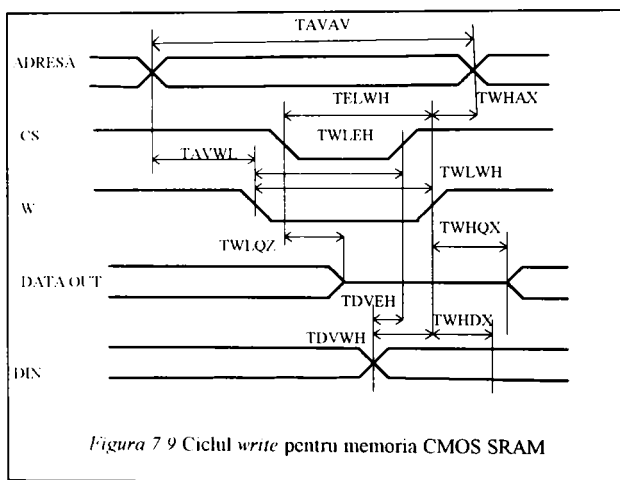 TAVAV
ADRESĂ
TELWH
TWHAX
CS
TWLEH
TAVWL
TWLWH
W
TWLQZ
TWHQX
DATA OUT
TDVEH
TWHDX
TDVWH
DIN
Figura 7 9 Ciclul write pentru memoria CMOS SRAM